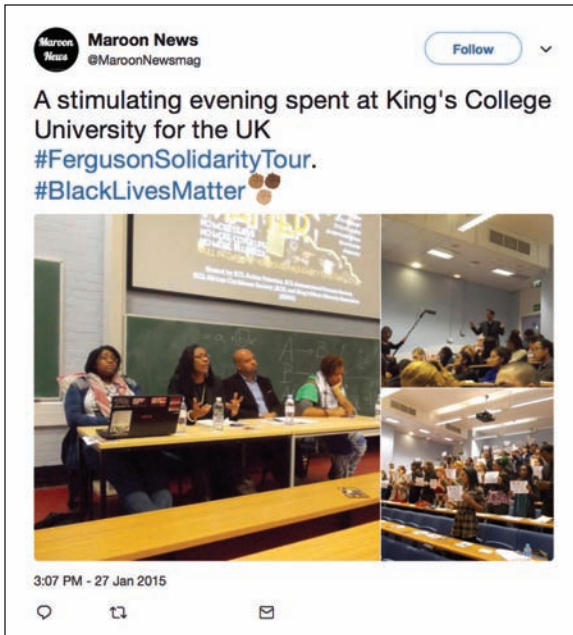 Maroon
News
Maroon News
@MaroonNewsmag
Follow
A stimulating evening spent at King's College
University for the UK
#FergusonSolidarityTour.
#BlackLivesMatter
3:07 PM - 27 Jan 2015